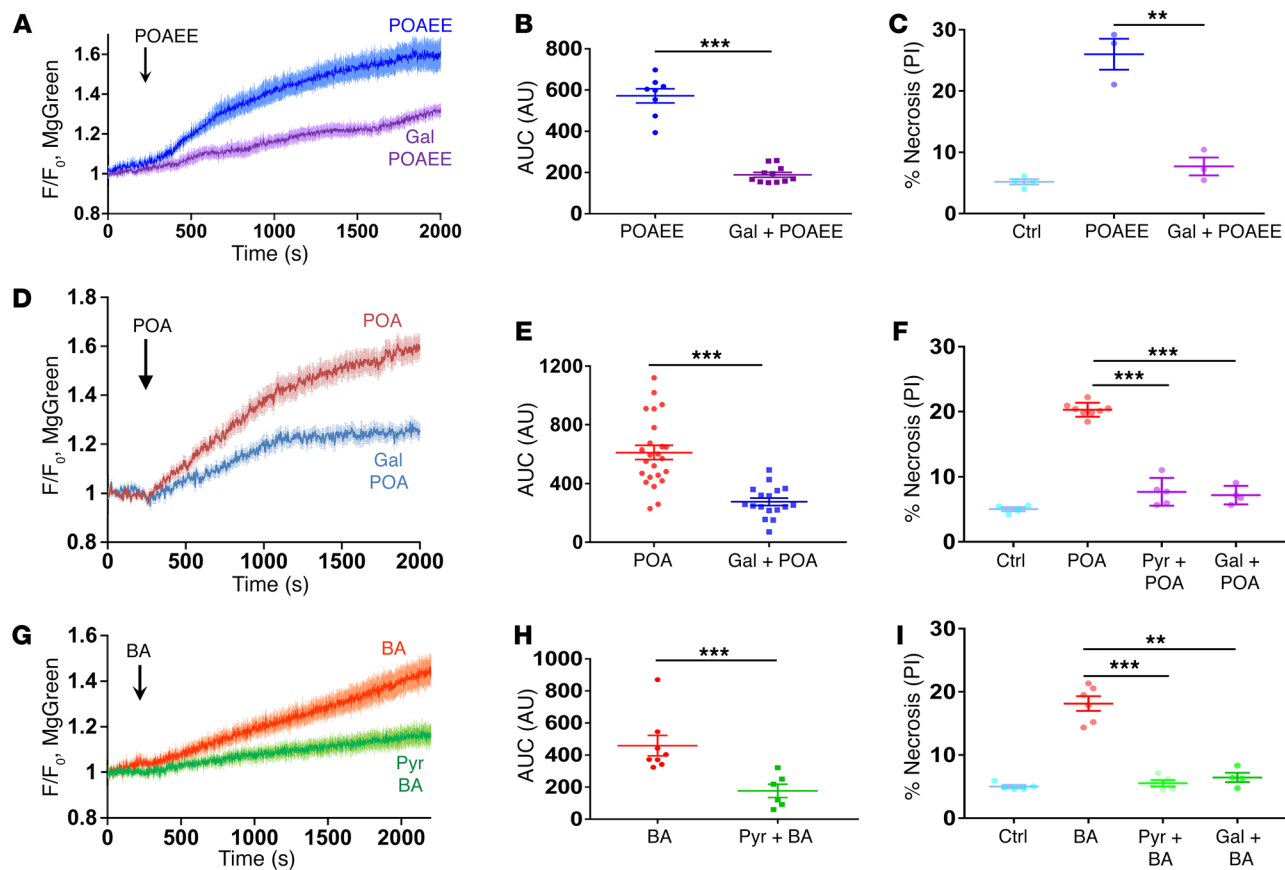 A
F/F0, MgGreen
1.6
1.4
1.2
1
0.8
POAEE
POAEE
Gal
POAEE
0
500
1000
1500
2000
Time (s)
B
AUC (AU)
800
600
400
200
0
***
POAEE
Gal + POAEE
C
% Necrosis (PI)
30
20
10
0
**
Ctrl
POAEE
Gal + POAEE
D
F/F0, MgGreen
1.8
1.6
1.4
1.2
1
0.8
POA
POA
Gal
POA
0
500
1000
1500
2000
Time (s)
E
AUC (AU)
1200
800
400
0
***
POA
Gal + POA
F
% Necrosis (PI)
30
20
10
0
***
***
Ctrl
POA
Pyr +
POA
Gal +
POA
G
F/F0, MgGreen
1.6
1.4
1.2
1
0.8
BA
BA
Pyr
BA
0
500
1000
1500
2000
Time (s)
H
AUC (AU)
1000
800
600
400
200
0
***
BA
Pyr + BA
I
% Necrosis (PI)
30
20
10
0
**
***
Ctrl
BA
Pyr +
BA
Gal +
BA